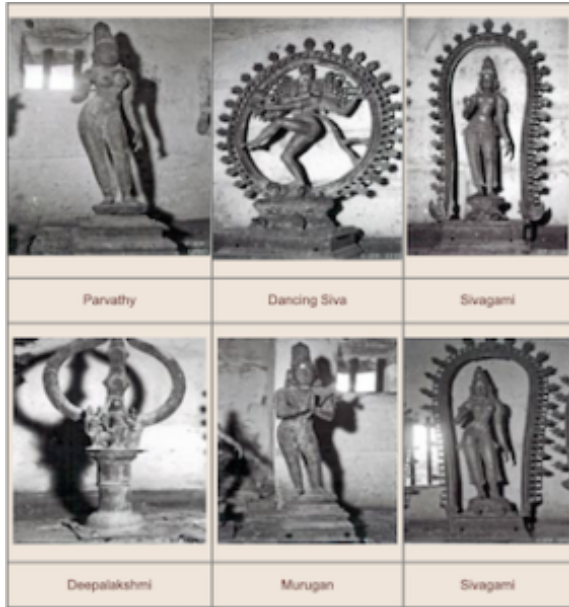 Parvathy
Dancing Siva
Sivagami
Deepalakshmi
Murugan
Sivagami